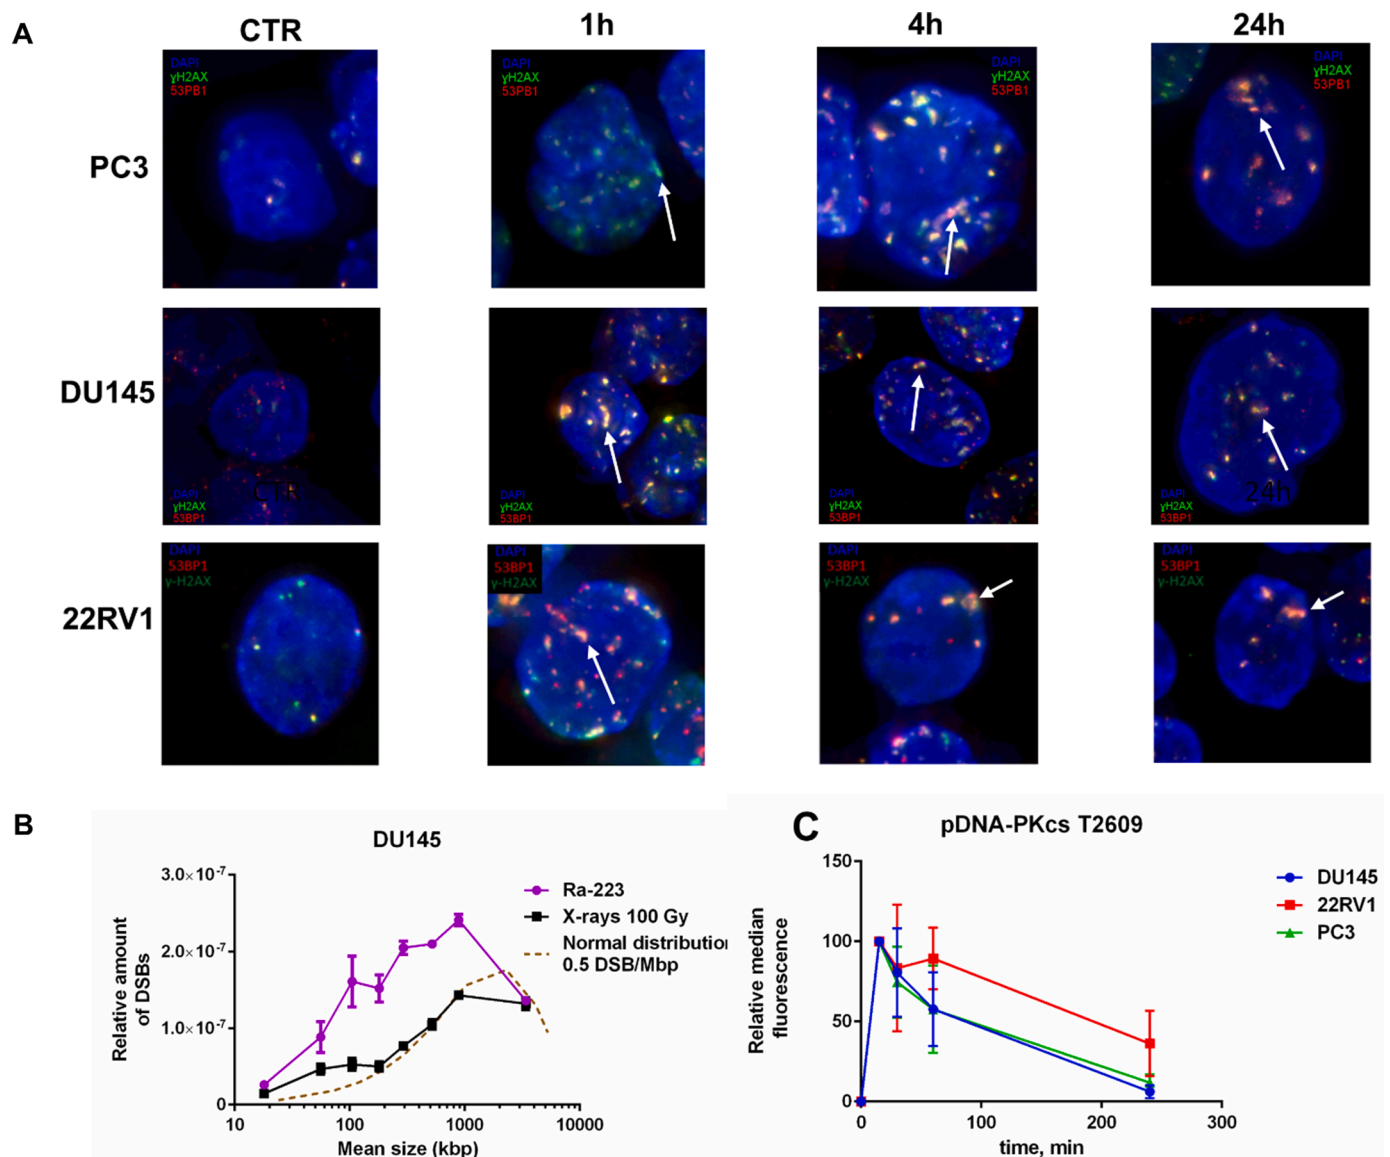 A
CTR
1h
4h
24h
PC3
DAPI
γH2AX
53PB1
DAPI
γH2AX
53PB1
DAPI
γH2AX
53PB1
DAPI
γH2AX
53PB1
DU145
CTR
DAPI
γH2AX
53BP1
DAPI
γH2AX
53BP1
DAPI
γH2AX
53BP1
24h
DAPI
γH2AX
53BP1
22RV1
DAPI
53BP1
γ-H2AX
DAPI
53BP1
γ-H2AX
DAPI
53BP1
γ-H2AX
DAPI
53BP1
γ-H2AX
B
DU145
Relative amount
of DSBs
3.0×10⁻⁷
2.0×10⁻⁷
1.0×10⁻⁷
0
10
100
1000
10000
Mean size (kbp)
Ra-223
X-rays 100 Gy
Normal distribution
0.5 DSB/Mbp
C
pDNA-PKcs T2609
Relative median
fluorescence
150
100
50
0
0
100
200
300
time, min
DU145
22RV1
PC3